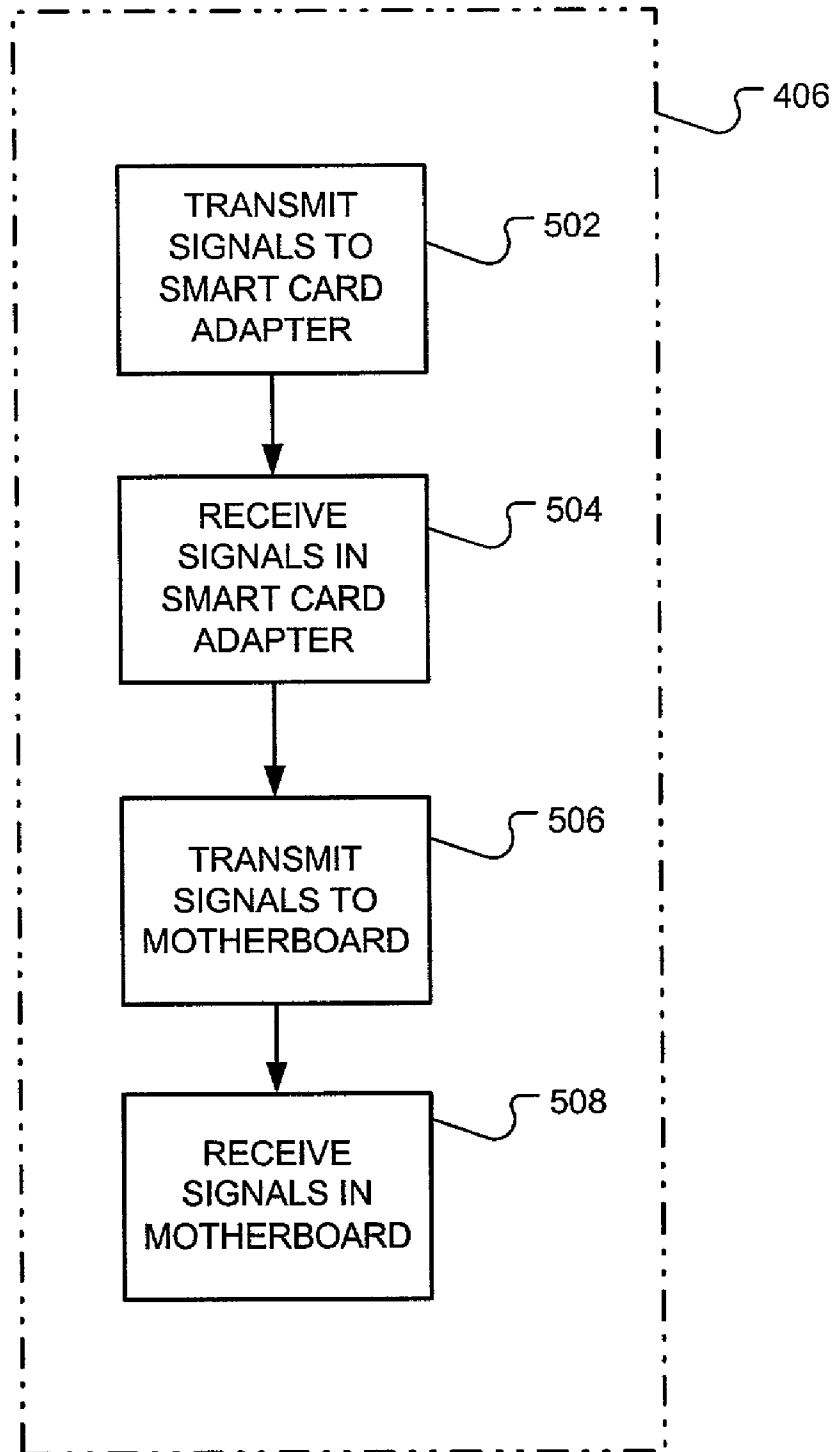 406
TRANSMIT
SIGNALS TO
SMART CARD
ADAPTER
502
RECEIVE
SIGNALS IN
SMART CARD
ADAPTER
504
TRANSMIT
SIGNALS TO
MOTHERBOARD
506
RECEIVE
SIGNALS IN
MOTHERBOARD
508